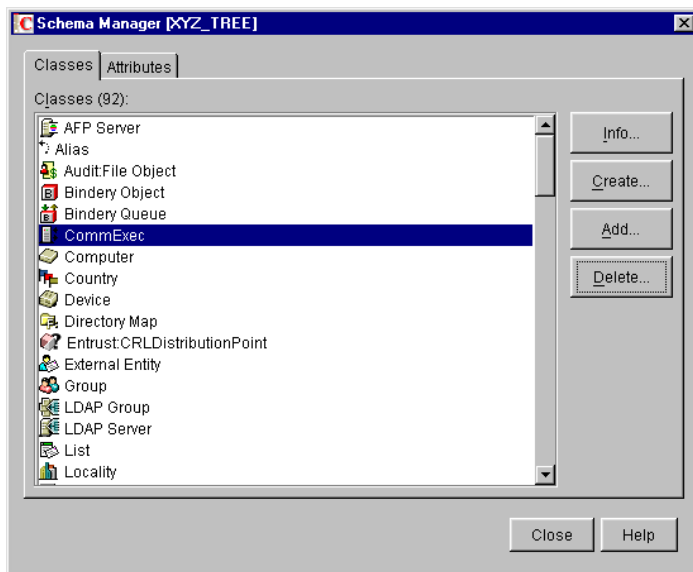 Schema Manager [XYZ_TREE]
Classes
Attributes
Classes (92):
AFP Server
Alias
Audit:File Object
Bindery Object
Bindery Queue
CommExec
Computer
Country
Device
Directory Map
Entrust:CRLDistributionPoint
External Entity
Group
LDAP Group
LDAP Server
List
Locality
Info...
Create...
Add...
Delete...
Close
Help